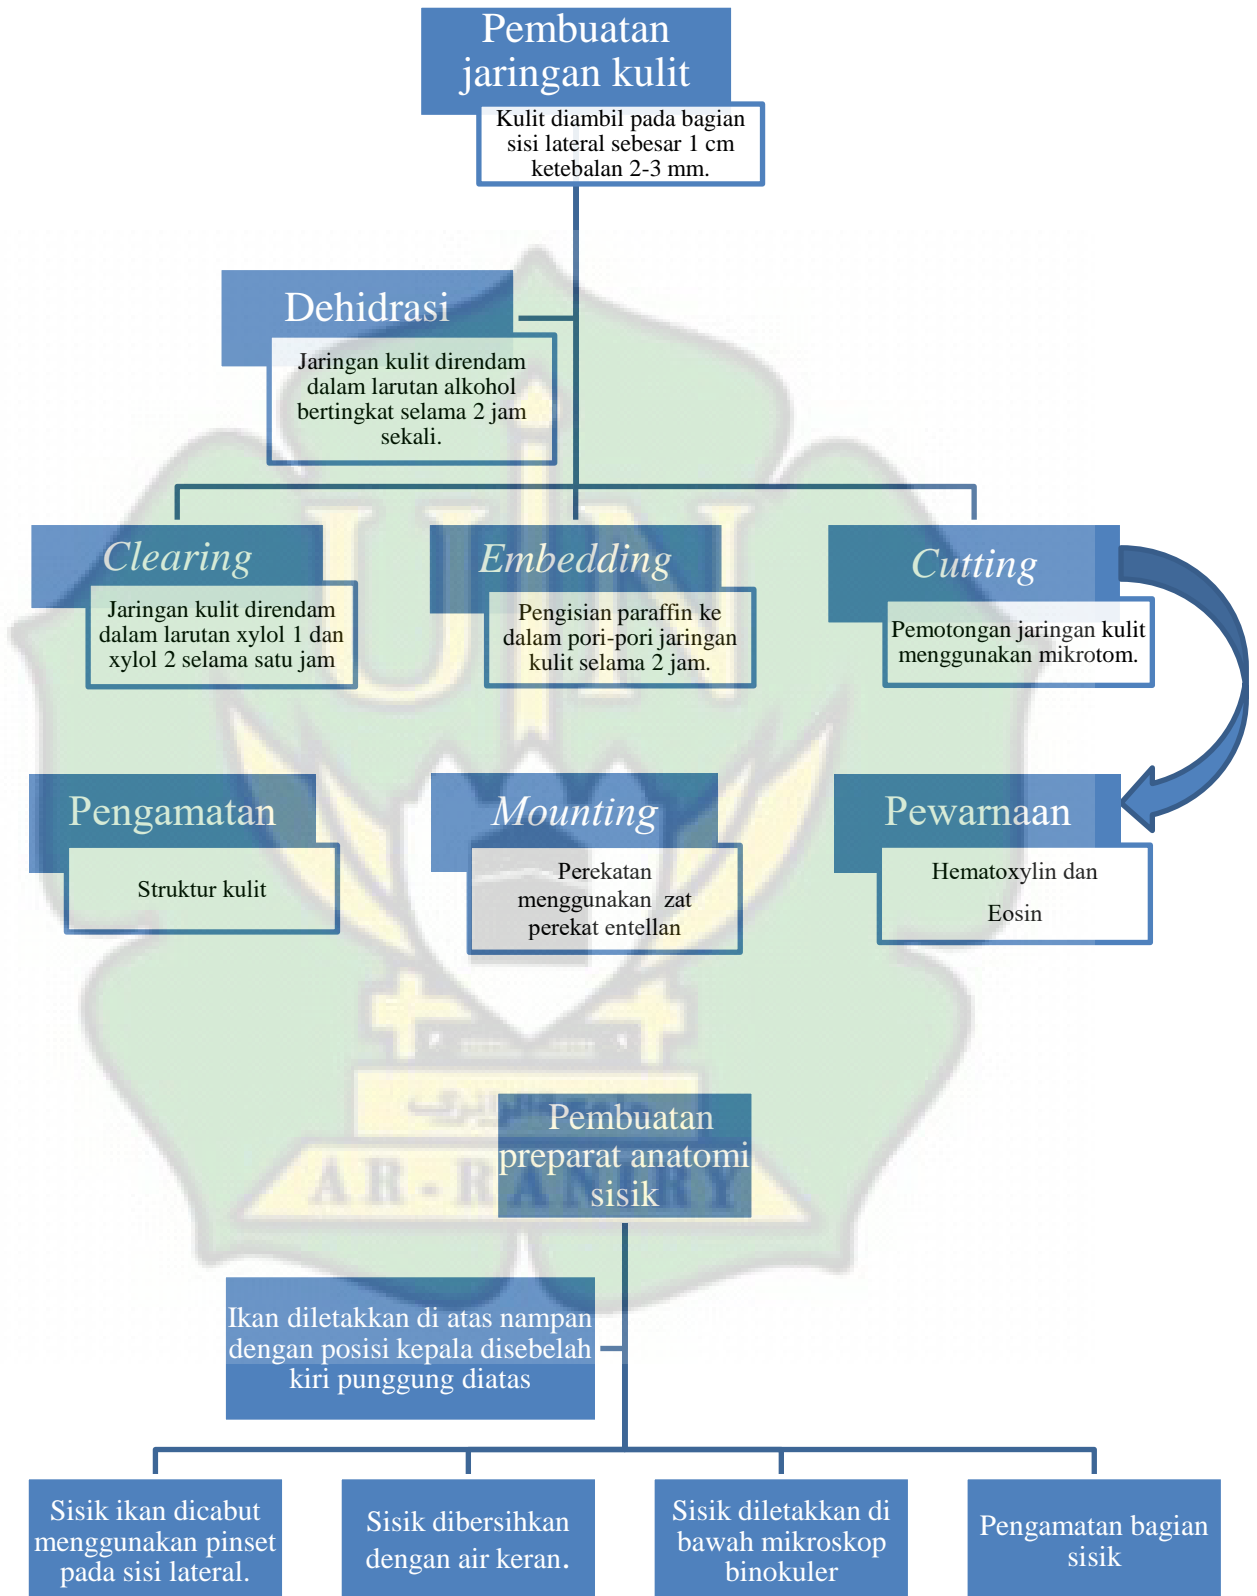 Pembuatan
jaringan kulit
Kulit diambil pada bagian
sisi lateral sebesar 1 cm
ketebalan 2-3 mm.
Dehidrasi
Jaringan kulit direndam
dalam larutan alkohol
bertingkat selama 2 jam
sekali.
Clearing
Jaringan kulit direndam
dalam larutan xylol 1 dan
xylol 2 selama satu jam
Embedding
Pengisian paraffin ke
dalam pori-pori jaringan
kulit selama 2 jam.
Cutting
Pemotongan jaringan kulit
menggunakan mikrotom.
Pengamatan
Struktur kulit
Mounting
Perekatan
menggunakan  zat
perekat entellan
Pewarnaan
Hematoxylin dan
Eosin
UIN
جامعة الرانيري
AR-RANIRY
Pembuatan
preparat anatomi
sisik
Ikan diletakkan di atas nampan
dengan posisi kepala disebelah
kiri punggung diatas
Sisik ikan dicabut
menggunakan pinset
pada sisi lateral.
Sisik dibersihkan
dengan air keran.
Sisik diletakkan di
bawah mikroskop
binokuler
Pengamatan bagian
sisik